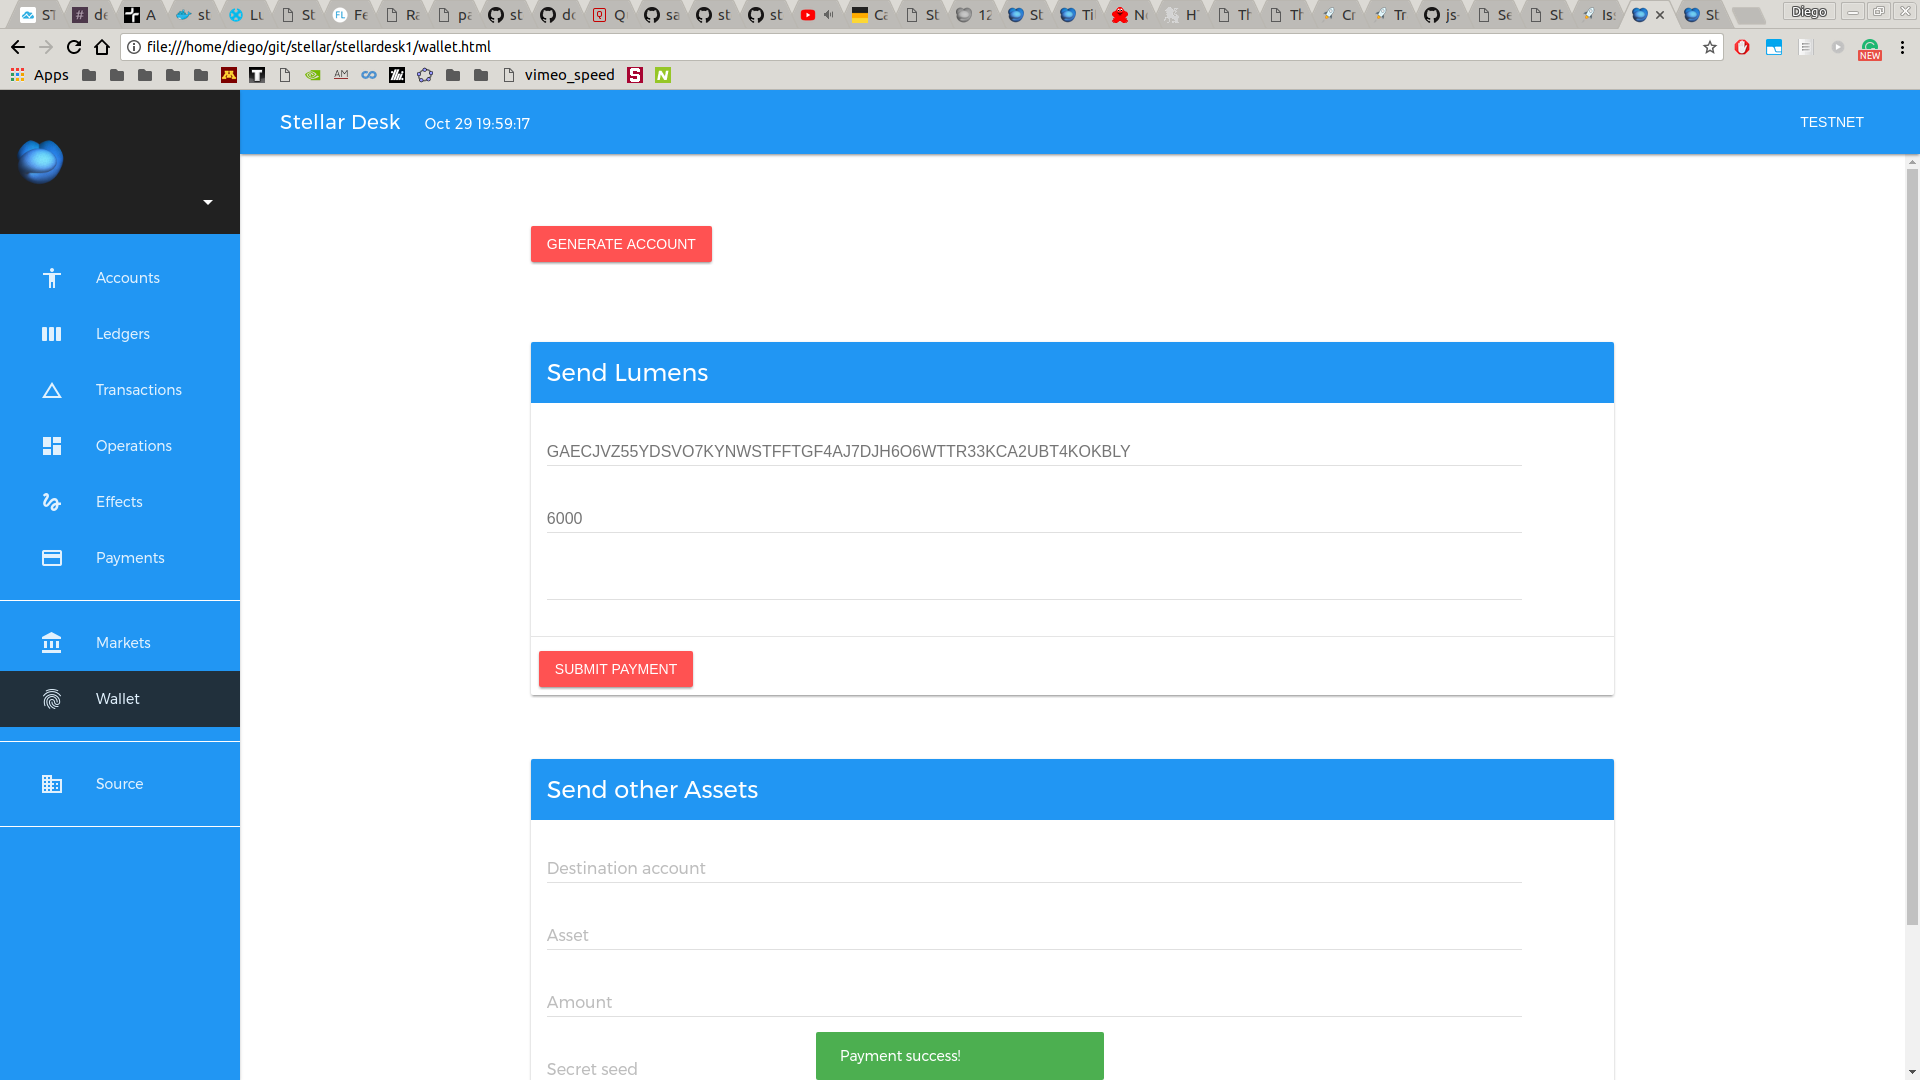 ST
de
A
st
Lu
St
Fe
Ra
pa
st
do
Q
sa
st
st
Ca
St
12
St
Ti
N
H
Th
Th
Cr
Tr
js-
Se
St
Is
St
Diego
file:///home/diego/git/stellar/stellardesk1/wallet.html
NEW
Apps
AM
vimeo_speed
Stellar Desk Oct 29 19:59:17
TESTNET
GENERATE ACCOUNT
Accounts
Ledgers
Transactions
Operations
Effects
Payments
Markets
Wallet
Source
Send Lumens
GAECJVZ55YDSVO7KYNWSTFFTGF4AJ7DJH6O6WTTR33KCA2UBT4KOKBLY
6000
SUBMIT PAYMENT
Send other Assets
Destination account
Asset
Amount
Secret seed
Payment success!